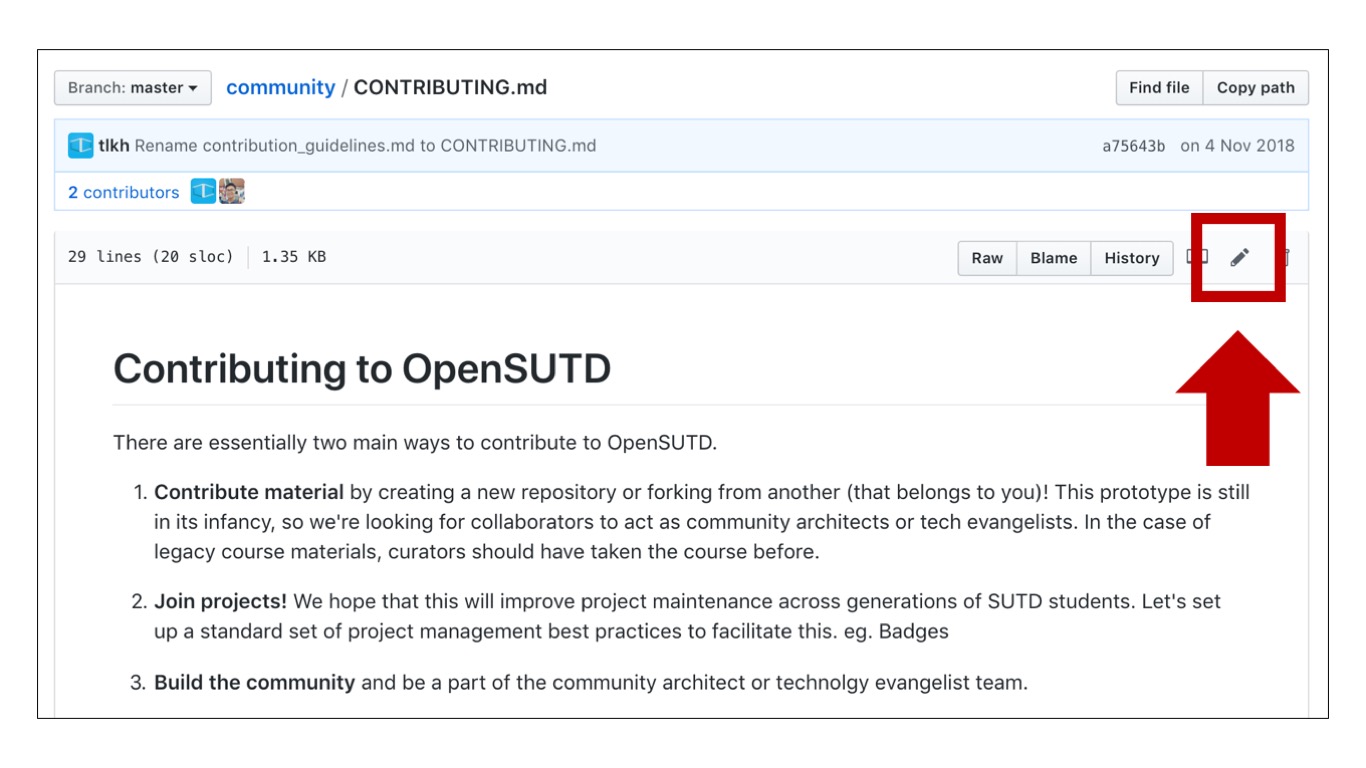 Branch: master
community / CONTRIBUTING.md
Find file
Copy path
tlkh Rename contribution_guidelines.md to CONTRIBUTING.md
a75643b on 4 Nov 2018
2 contributors
29 lines (20 sloc) 1.35 KB
Raw
Blame
History
Contributing to OpenSUTD
There are essentially two main ways to contribute to OpenSUTD.
1. Contribute material by creating a new repository or forking from another (that belongs to you)! This prototype is still
in its infancy, so we're looking for collaborators to act as community architects or tech evangelists. In the case of
legacy course materials, curators should have taken the course before.
2. Join projects! We hope that this will improve project maintenance across generations of SUTD students. Let's set
up a standard set of project management best practices to facilitate this. eg. Badges
3. Build the community and be a part of the community architect or technolgy evangelist team.